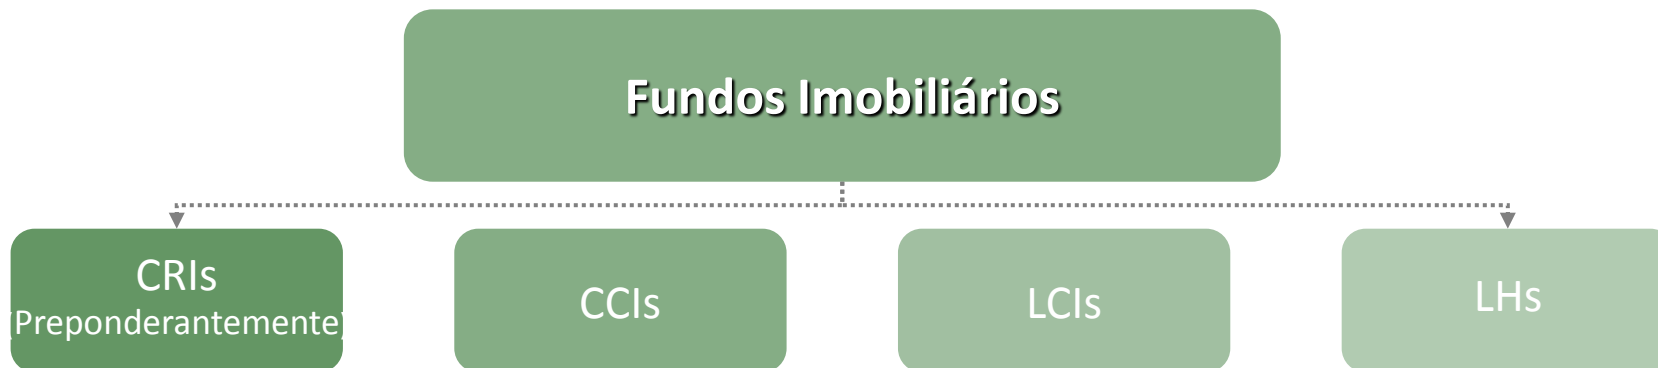 Fundos Imobiliários
CRIs
(Preponderantemente)
CCIs
LCIs
LHs